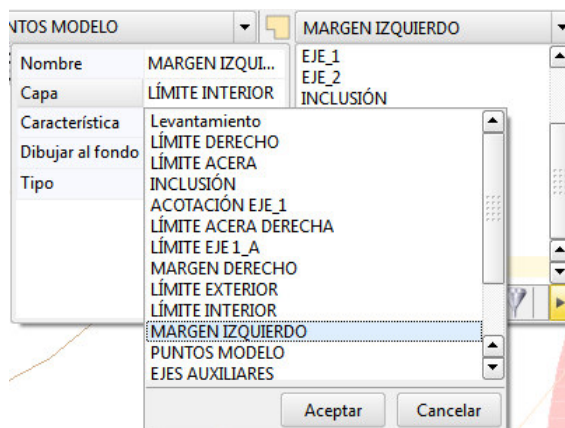 NTOS MODELO
MARGEN IZQUIERDO
Nombre MARGEN IZQUI...
Capa LÍMITE INTERIOR
Característica
Dibujar al fondo
Tipo
EJE_1
EJE_2
INCLUSIÓN
Levantamiento
LÍMITE DERECHO
LÍMITE ACERA
INCLUSIÓN
ACOTACIÓN EJE_1
LÍMITE ACERA DERECHA
LÍMITE EJE 1_A
MARGEN DERECHO
LÍMITE EXTERIOR
LÍMITE INTERIOR
MARGEN IZQUIERDO
PUNTOS MODELO
EJES AUXILIARES
Aceptar Cancelar